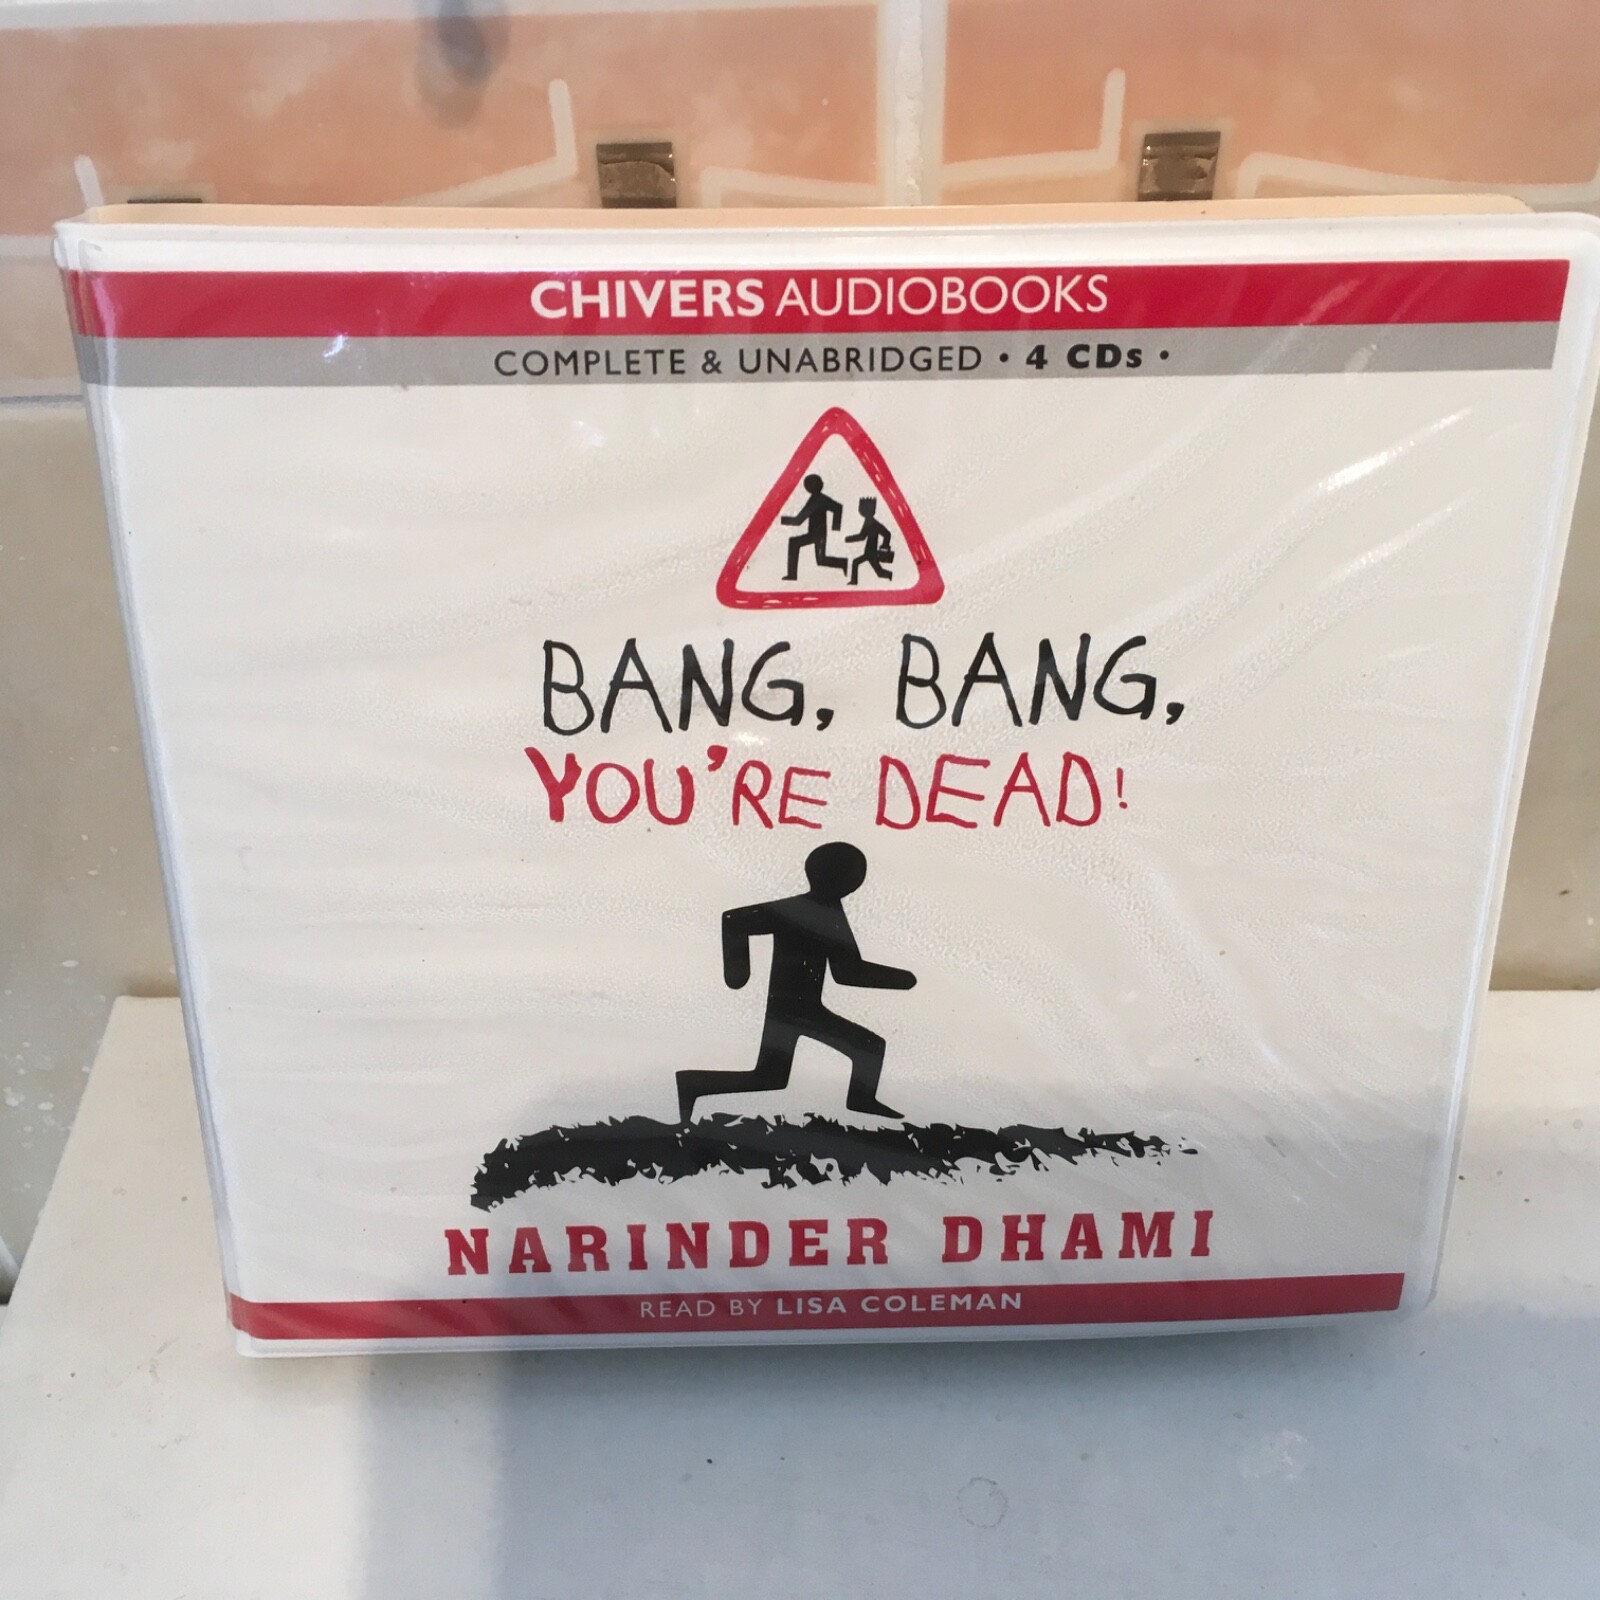 CHIVERS AUDIOBOOKS
COMPLETE & UNABRIDGED • 4 CDs •
BANG, BANG,
YOU'RE DEAD!
NARINDER DHAMI
READ BY LISA COLEMAN